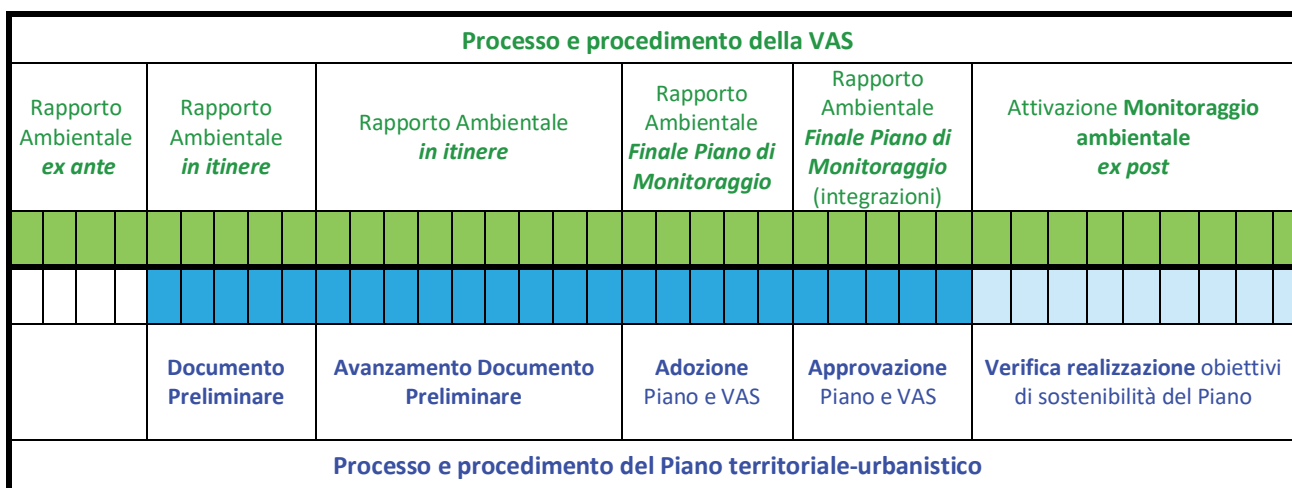 Processo e procedimento della VAS
Rapporto
Ambientale
ex ante
Rapporto
Ambientale
in itinere
Rapporto Ambientale
in itinere
Rapporto
Ambientale
Finale Piano di
Monitoraggio
Rapporto
Ambientale
Finale Piano di
Monitoraggio
(integrazioni)
Attivazione Monitoraggio
ambientale
ex post
Documento
Preliminare
Avanzamento Documento
Preliminare
Adozione
Piano e VAS
Approvazione
Piano e VAS
Verifica realizzazione obiettivi
di sostenibilità del Piano
Processo e procedimento del Piano territoriale-urbanistico